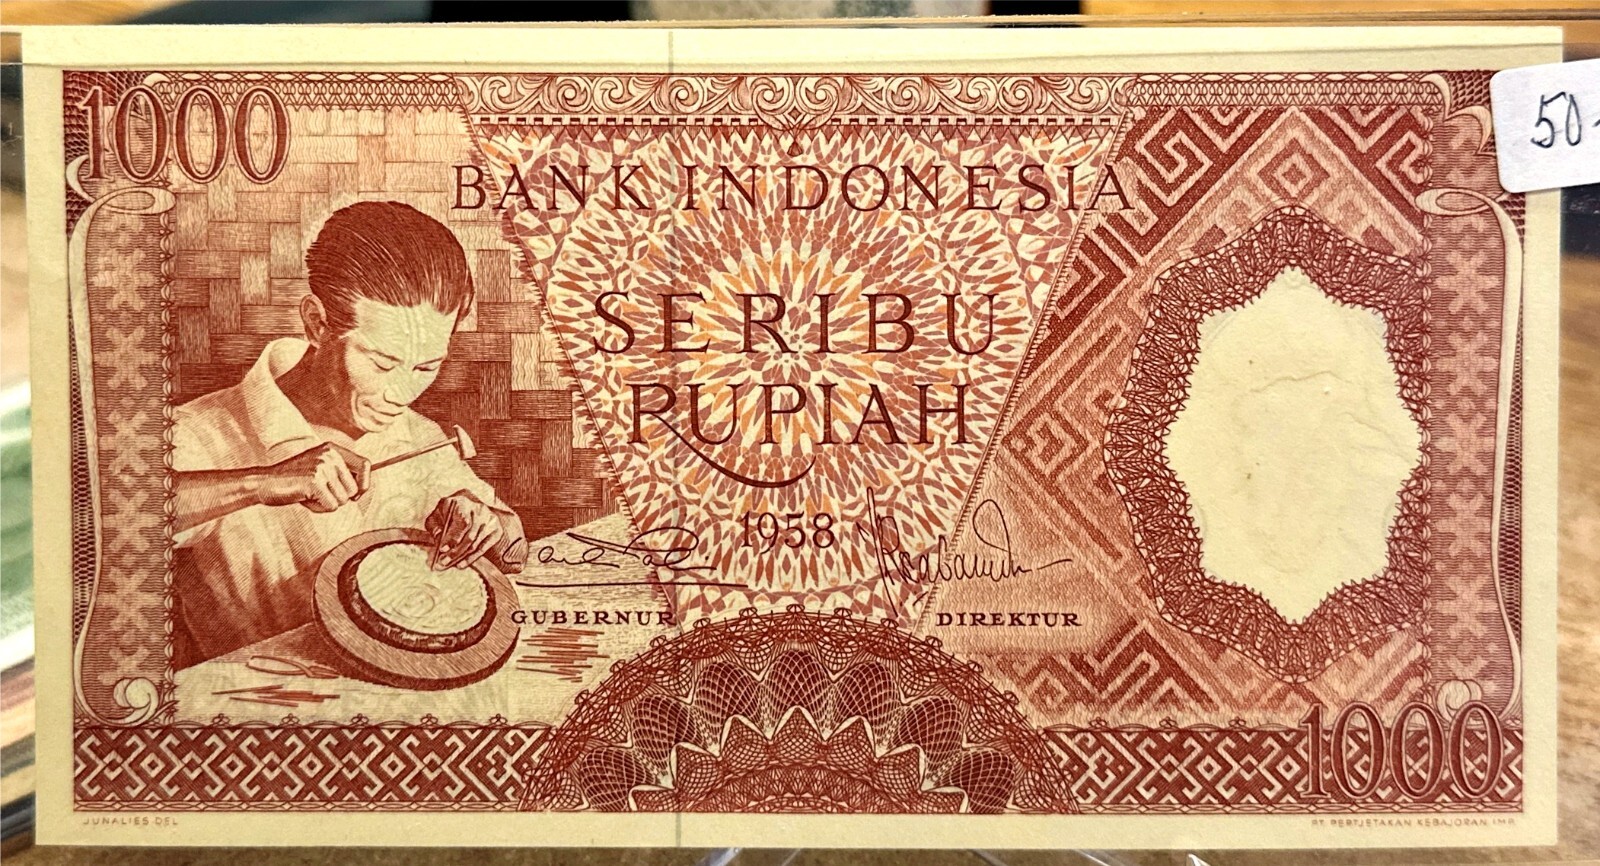 1000
50
BANK INDONESIA
SERIBU
RUPIAH
1958
GUBERNUR
DIREKTUR
1000
JUNALIES DEL
PT. PERTJETAKAN KEBAJORAN IMP.